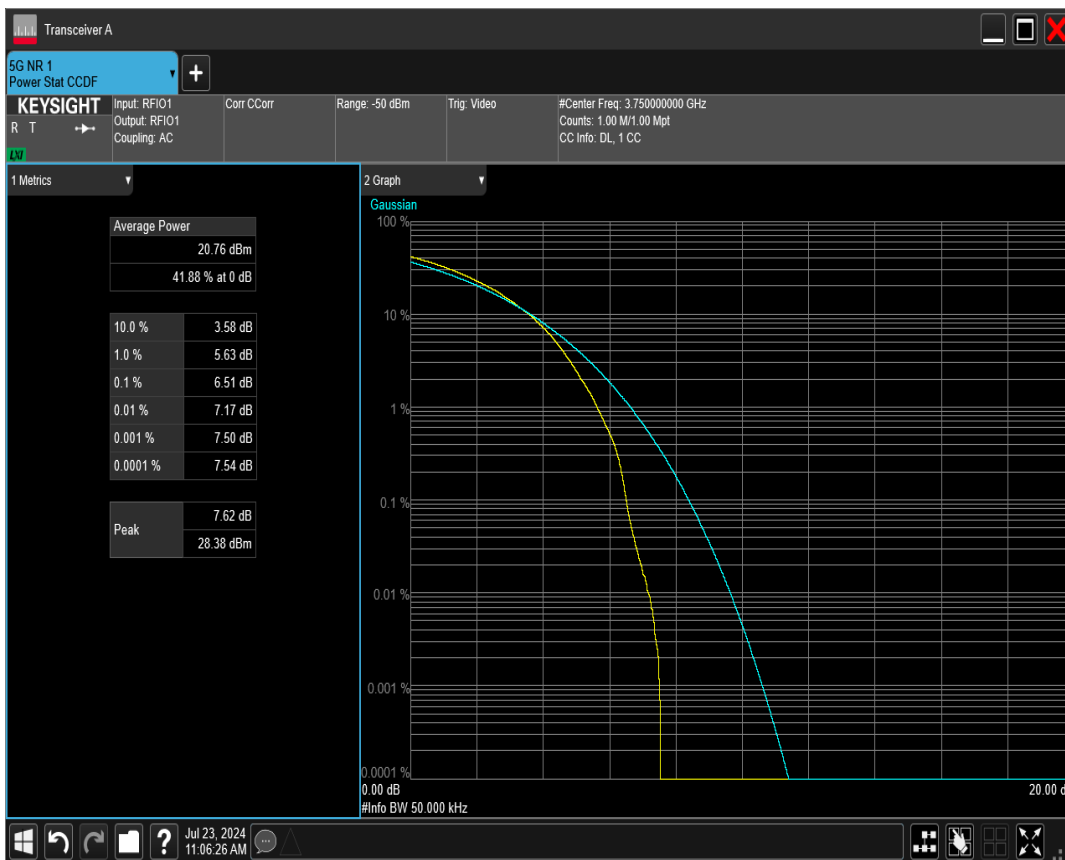 Transceiver A
5G NR 1
Power Stat CCDF
+
KEYSIGHT
R T
LXI
Input: RFIO1
Output: RFIO1
Coupling: AC
Corr CCorr
Range: -50 dBm
Trig: Video
#Center Freq: 3.750000000 GHz
Counts: 1.00 M/1.00 Mpt
CC Info: DL, 1 CC
1 Metrics
Average Power
20.76 dBm
41.88 % at 0 dB
10.0 % 3.58 dB
1.0 % 5.63 dB
0.1 % 6.51 dB
0.01 % 7.17 dB
0.001 % 7.50 dB
0.0001 % 7.54 dB
Peak 7.62 dB
28.38 dBm
2 Graph
Gaussian
100 %
10 %
1 %
0.1 %
0.01 %
0.001 %
0.0001 %
0.00 dB 20.00 d
#Info BW 50.000 kHz
?
Jul 23, 2024
11:06:26 AM